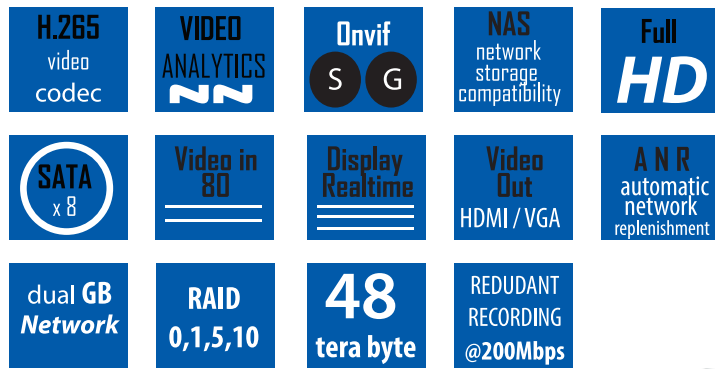 H.265
video
codec
VIDEO
ANALYTICS
NN
Onvif
S G
NAS
network
storage
compatibility
Full
HD
SATA
x 8
Video in
80
Display
Realtime
Video
Out
HDMI / VGA
A N R
automatic
network
replenishment
dual GB
Network
RAID
0,1,5,10
48
tera byte
REDUDANT
RECORDING
@200Mbps